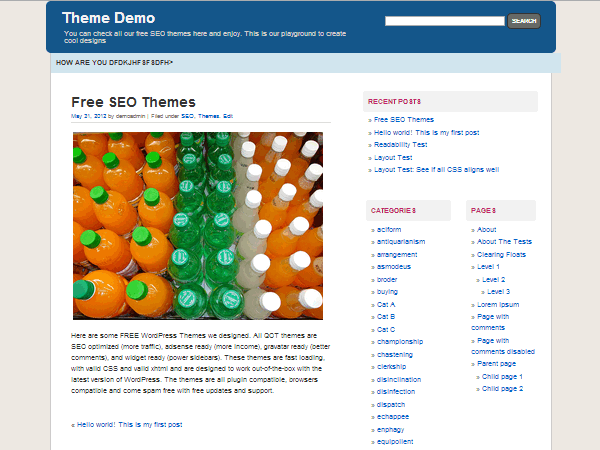 Theme Demo
You can check all our free SEO themes here and enjoy. This is our playground to create
cool designs
SEARCH
HOW ARE YOU DFDKJHF $F $DFH>
Free SEO Themes
May 21, 2012 by demoadmin | Filed under SEO, Themes. Edit
Here are some FREE WordPress Themes we designed. All QOT themes are
SEO optimized (more traffic), adsense ready (more income), gravatar ready (better
comments), and widget ready (power sidebars). These themes are fast loading,
with valid CSS and valid xhtml and are designed to work out-of-the-box with the
latest version of WordPress. The themes are all plugin compatible, browsers
compatible and come spam free with free updates and support.
« Hello world! This is my first post
RECENT POSTS
» Free SEO Themes
» Hello world! This is my first post
» Readability Test
» Layout Test
» Layout Test: See if all CSS aligns well
CATEGORIES
» aciform
» antiquarianism
» arrangement
» asmodeus
» broder
» buying
» Cat A
» Cat B
» Cat C
» championship
» chastening
» clerkship
» disinclination
» disinfection
» dispatch
» echappee
» enphagy
» equipollent
PAGES
» About
» About The Tests
» Clearing Floats
» Level 1
» Level 2
» Level 3
» Lorem Ipsum
» Page with
comments
» Page with
comments disabled
» Parent page
» Child page 1
» Child page 2